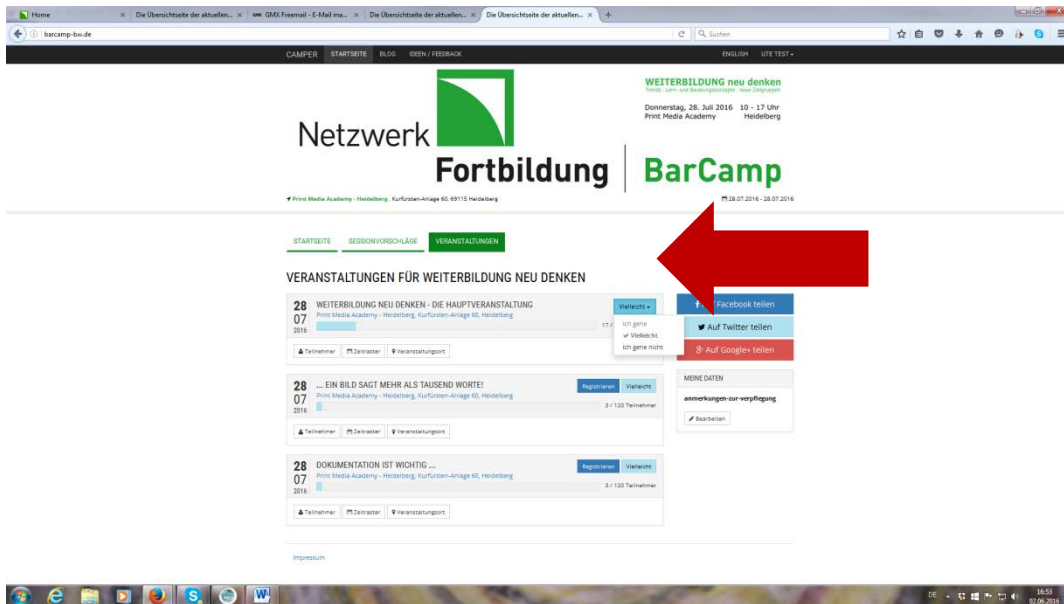 Home
Die Übersichtseite der aktuellen...
GMX Freemail - E-Mail ma...
Die Übersichtseite der aktuellen...
Die Übersichtseite der aktuellen...
barcamp-bw.de
Suchen
CAMPER STARTSEITE BLOG IDEEN / FEEDBACK ENGLISH UTE TEST
WEITERBILDUNG neu denken
Trends · Lern- und Beratungskonzepte · neue Zielgruppen
Donnerstag, 28. Juli 2016 10 - 17 Uhr
Print Media Academy Heidelberg
Netzwerk
Fortbildung
BarCamp
Print Media Academy - Heidelberg, Kurfürsten-Anlage 60, 69115 Heidelberg
28.07.2016 - 28.07.2016
STARTSEITE SESSIONVORSCHLÄGE VERANSTALTUNGEN
VERANSTALTUNGEN FÜR WEITERBILDUNG NEU DENKEN
28 07 2016
WEITERBILDUNG NEU DENKEN - DIE HAUPTVERANSTALTUNG
Print Media Academy - Heidelberg, Kurfürsten-Anlage 60, Heidelberg
17 /
Vielleicht
Ich gehe
Vielleicht
Ich gehe nicht
Teilnehmer Zeitraster Veranstaltungsort
28 07 2016
... EIN BILD SAGT MEHR ALS TAUSEND WORTE!
Print Media Academy - Heidelberg, Kurfürsten-Anlage 60, Heidelberg
Registrieren Vielleicht
3 / 120 Teilnehmer
Teilnehmer Zeitraster Veranstaltungsort
28 07 2016
DOKUMENTATION IST WICHTIG ...
Print Media Academy - Heidelberg, Kurfürsten-Anlage 60, Heidelberg
Registrieren Vielleicht
3 / 120 Teilnehmer
Teilnehmer Zeitraster Veranstaltungsort
Facebook teilen
Auf Twitter teilen
Auf Google+ teilen
MEINE DATEN
anmerkungen-zur-verpflegung
Bearbeiten
Impressum
DE
16:53
02.06.2016